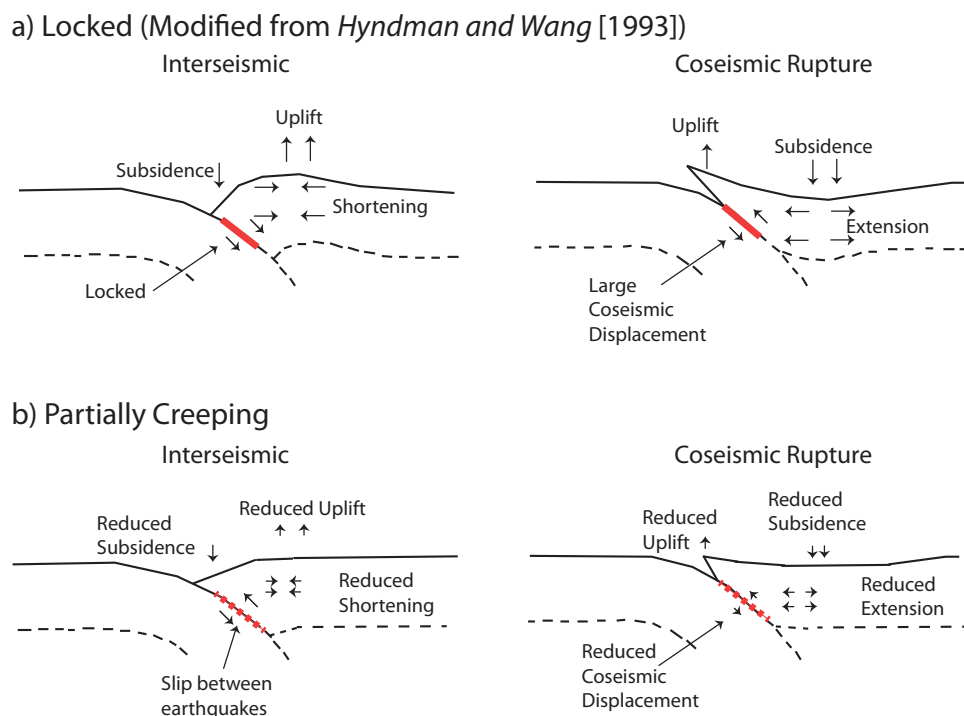 a) Locked (Modified from Hyndman and Wang [1993])
Interseismic
Uplift
Subsidence
Shortening
Locked
Coseismic Rupture
Uplift
Subsidence
Extension
Large
Coseismic
Displacement
b) Partially Creeping
Interseismic
Reduced Uplift
Reduced
Subsidence
Reduced
Shortening
Slip between
earthquakes
Coseismic Rupture
Reduced
Uplift
Reduced
Subsidence
Reduced
Extension
Reduced
Coseismic
Displacement